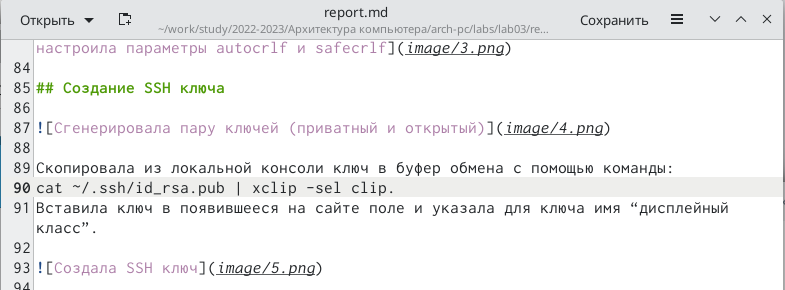 Открыть
report.md
~/work/study/2022-2023/Архитектура компьютера/arch-pc/labs/lab03/re...
Сохранить
настроила параметры autocrlf и safecrlf](image/3.png)
84
85 ## Создание SSH ключа
86
87 ![Сгенерировала пару ключей (приватный и открытый)](image/4.png)
88
89 Скопировала из локальной консоли ключ в буфер обмена с помощью команды:
90 cat ~/.ssh/id_rsa.pub | xclip -sel clip.
91 Вставила ключ в появившееся на сайте поле и указала для ключа имя “дисплейный
класс”.
92
93 ![Создала SSH ключ](image/5.png)
94